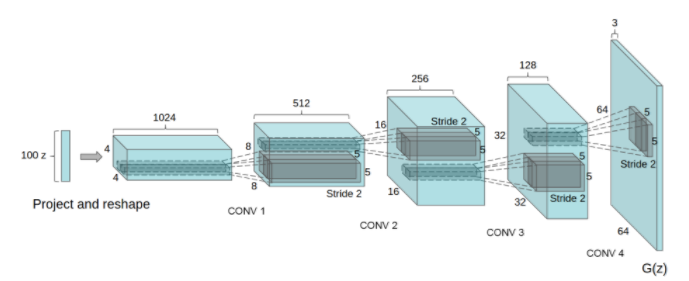 100 z
Project and reshape
1024
4
4
CONV 1
512
8
8
5
5
Stride 2
CONV 2
256
16
16
Stride 2
5
5
CONV 3
128
32
32
5
5
Stride 2
CONV 4
3
64
64
5
5
Stride 2
G(z)